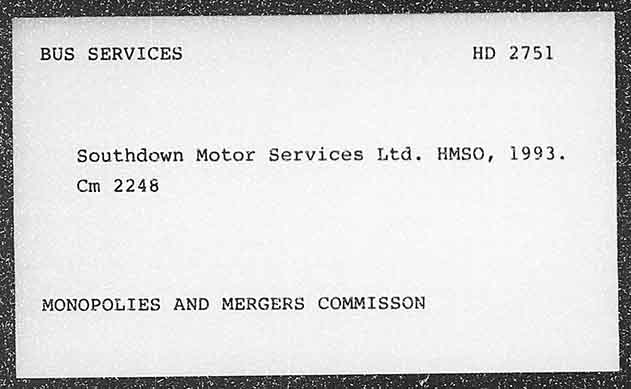 BUS SERVICES HD 2751
Southdown Motor Services Ltd. HMSO, 1993.
Cm 2248
MONOPOLIES AND MERGERS COMMISSON